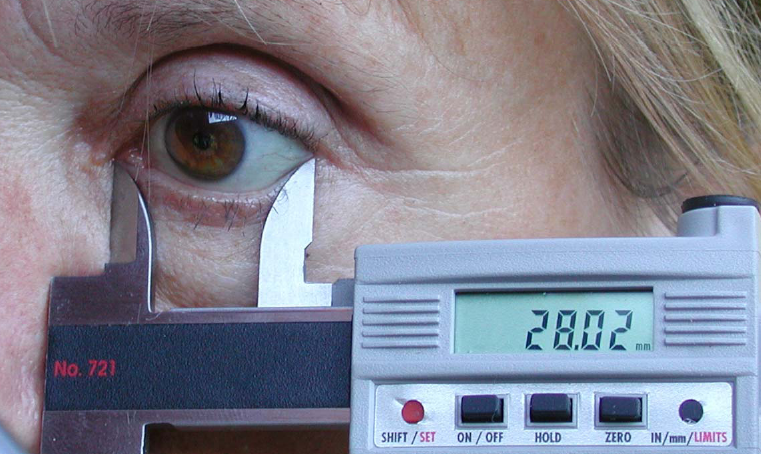 28.02 mm
No. 721
SHIFT / SET ON / OFF HOLD ZERO IN/mm/LIMITS